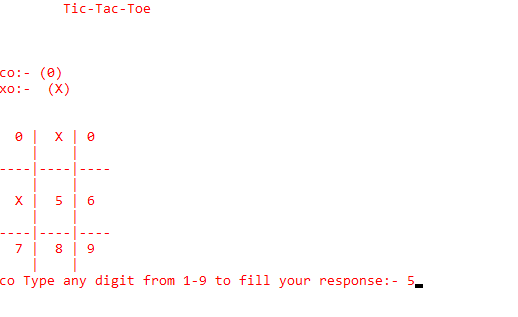 Tic-Tac-Toe
co:- (0)
xo:-  (X)
0 | X | 0
| |
----|----|----
| |
X | 5 | 6
| |
----|----|----
7 | 8 | 9
| |
co Type any digit from 1-9 to fill your response:- 5